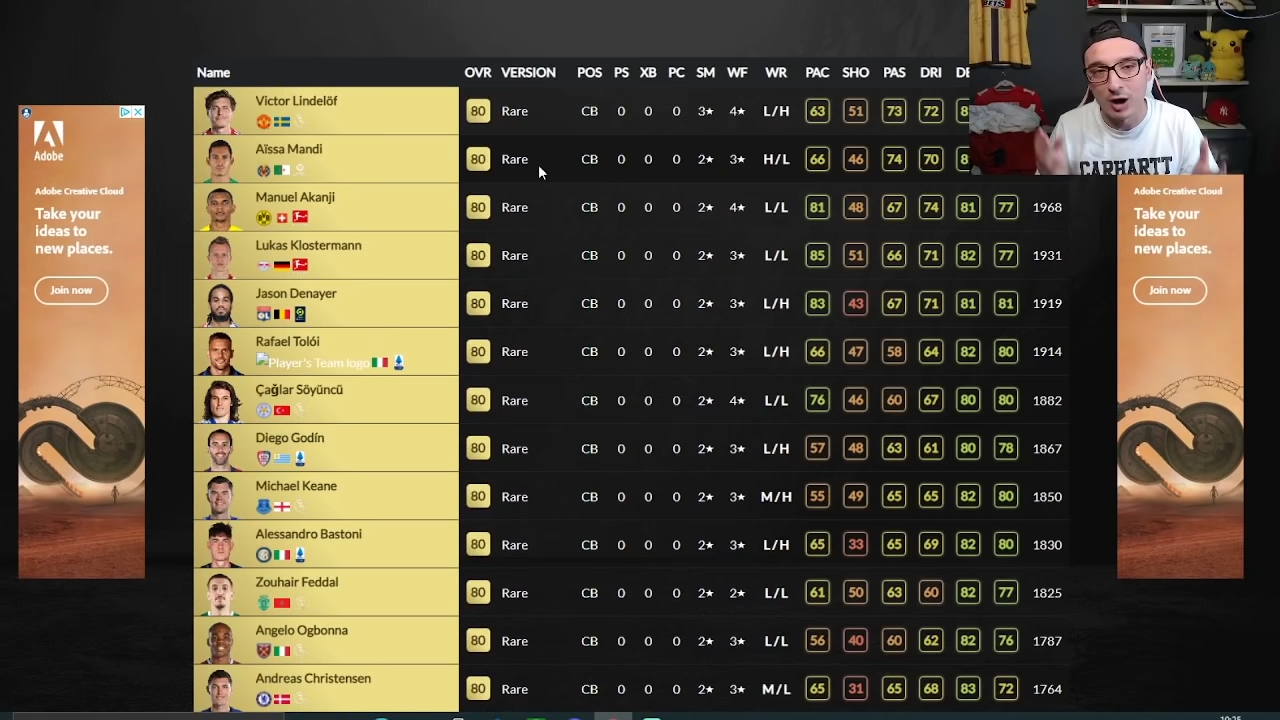 Name OVR VERSION POS PS XB PC SM WF WR PAC SHO PAS DRI DE
Victor Lindelöf
80 Rare CB 0 0 0 3★ 4★ L/H 63 51 73 72 8
Aïssa Mandi
80 Rare CB 0 0 0 2★ 3★ H/L 66 46 74 70 8
Manuel Akanji
80 Rare CB 0 0 0 2★ 4★ L/L 81 48 67 74 81 77 1968
Lukas Klostermann
80 Rare CB 0 0 0 2★ 3★ L/L 85 51 66 71 82 77 1931
Jason Denayer
80 Rare CB 0 0 0 2★ 3★ L/H 83 43 67 71 81 81 1919
Rafael Tolói
Player's Team logo
80 Rare CB 0 0 0 2★ 3★ L/H 66 47 58 64 82 80 1914
Çağlar Söyüncü
80 Rare CB 0 0 0 2★ 4★ L/L 76 46 60 67 80 80 1882
Diego Godín
80 Rare CB 0 0 0 2★ 3★ L/H 57 48 63 61 80 78 1867
Michael Keane
80 Rare CB 0 0 0 2★ 3★ M/H 55 49 65 65 82 80 1850
Alessandro Bastoni
80 Rare CB 0 0 0 2★ 3★ L/H 65 33 65 69 82 80 1830
Zouhair Feddal
80 Rare CB 0 0 0 2★ 2★ L/L 61 50 63 60 82 77 1825
Angelo Ogbonna
80 Rare CB 0 0 0 2★ 3★ L/L 56 40 60 62 82 76 1787
Andreas Christensen
80 Rare CB 0 0 0 2★ 3★ M/L 65 31 65 68 83 72 1764
Adobe
Adobe Creative Cloud
Take your
ideas to
new places.
Join now
CARHARTT
Adobe Creative Cloud
Take your
ideas to
new places.
Join now